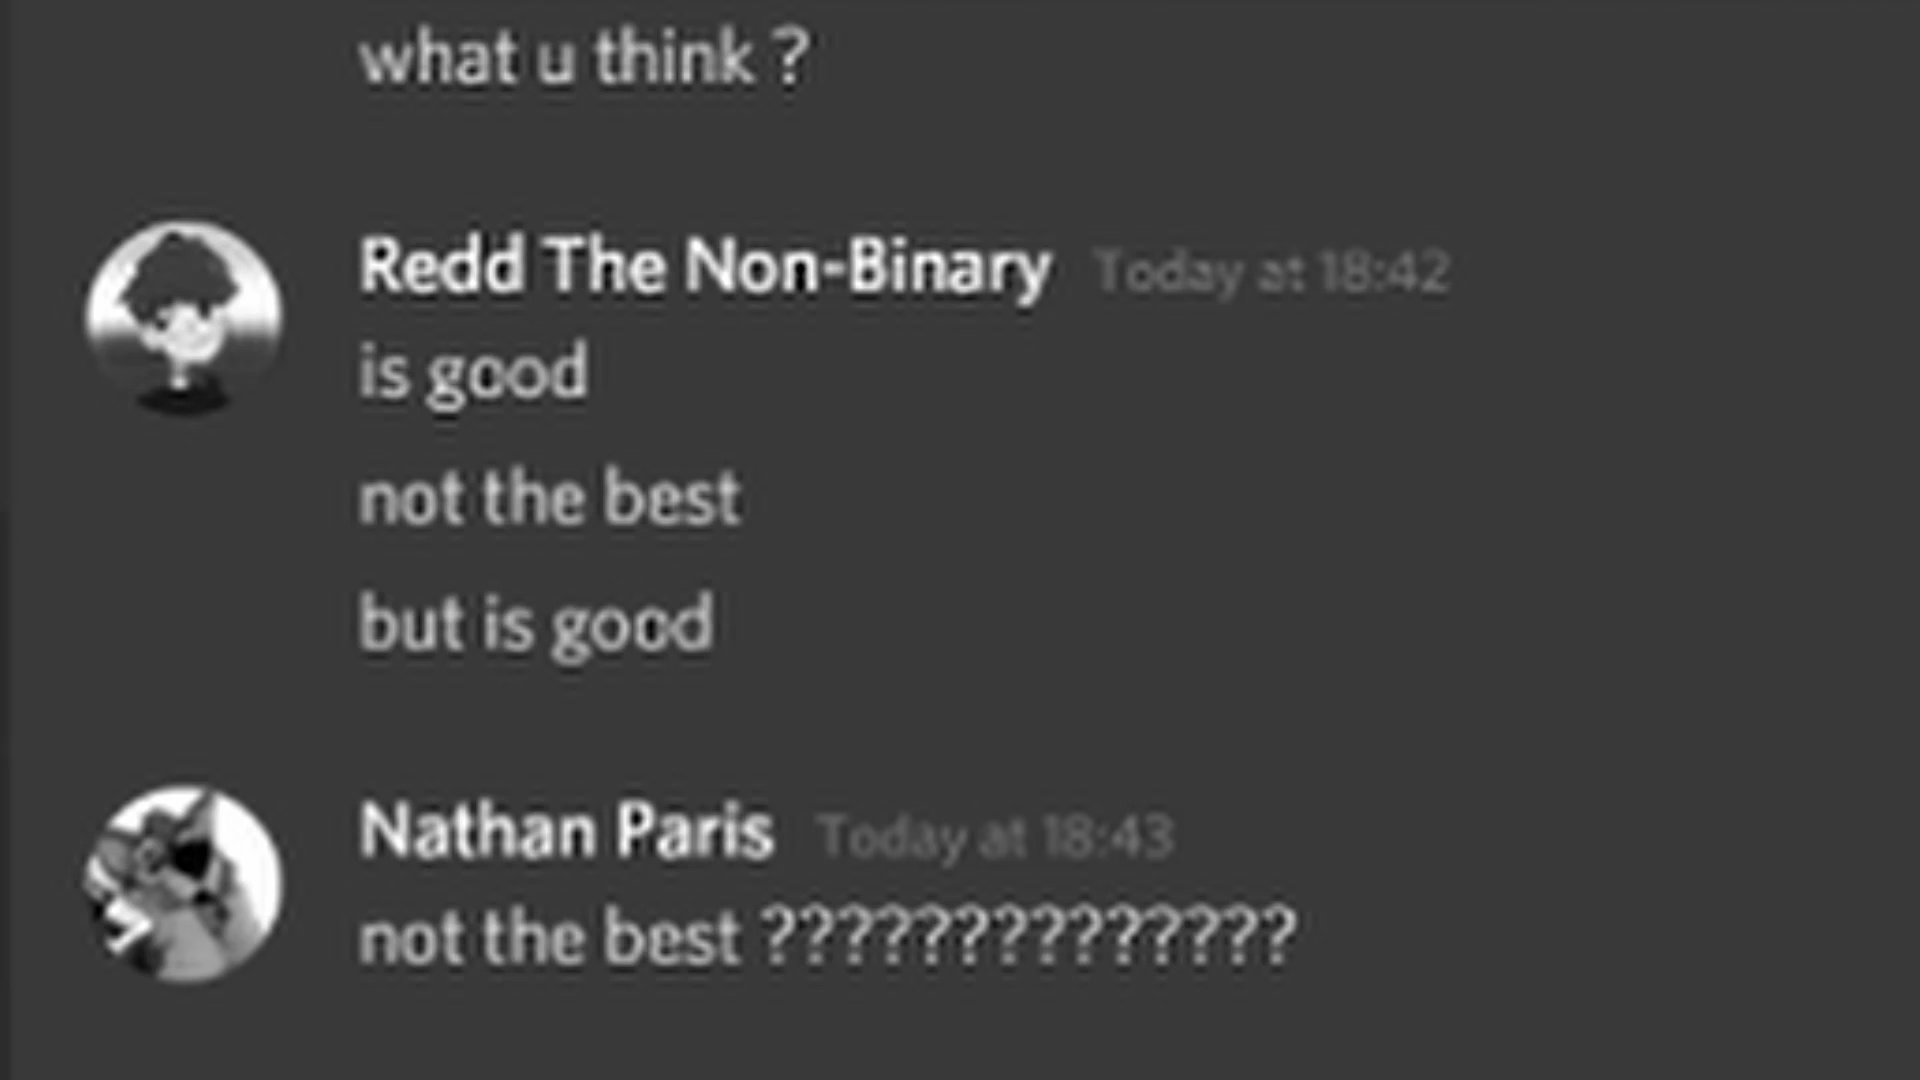 what u think ?
Redd The Non-Binary Today at 18:42
is good
not the best
but is good
Nathan Paris Today at 18:43
not the best ??????????????